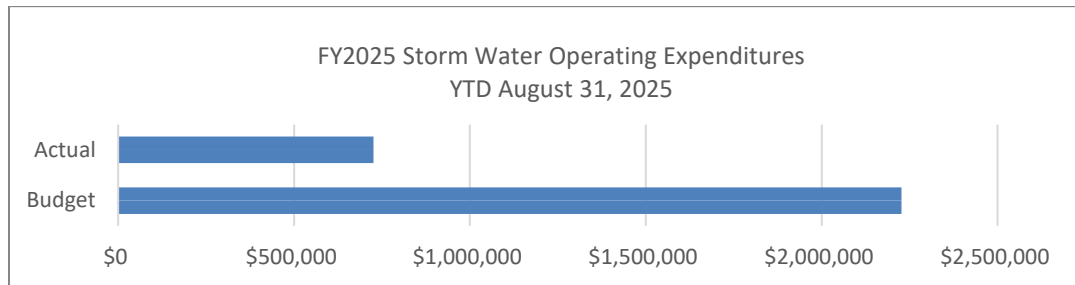 FY2025 Storm Water Operating Expenditures
YTD August 31, 2025
Actual
Budget
$0 $500,000 $1,000,000 $1,500,000 $2,000,000 $2,500,000